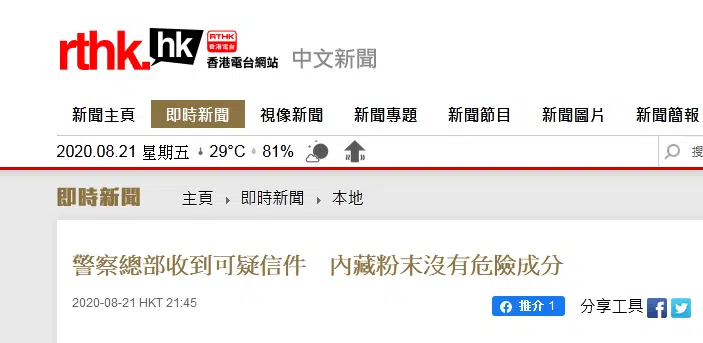 rthk.hk RTHK 香港電台 香港電台網站 中文新聞
新聞主頁 即時新聞 視像新聞 新聞專題 新聞節目 新聞圖片 新聞簡報
2020.08.21 星期五 29°C 81% 搜
即時新聞 主頁 即時新聞 本地
警察總部收到可疑信件 內藏粉末沒有危險成分
2020-08-21 HKT 21:45 推介 1 分享工具